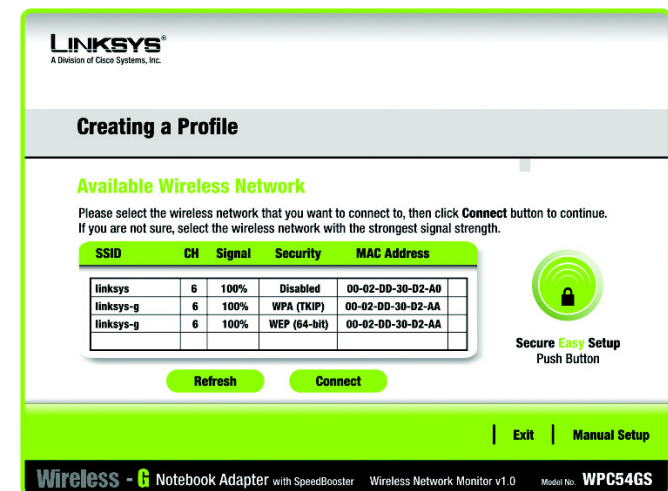 LINKSYS®
A Division of Cisco Systems, Inc.
Creating a Profile
Available Wireless Network
Please select the wireless network that you want to connect to, then click Connect button to continue.
If you are not sure, select the wireless network with the strongest signal strength.
SSID CH Signal Security MAC Address
linksys 6 100% Disabled 00-02-DD-30-D2-A0
linksys-g 6 100% WPA (TKIP) 00-02-DD-30-D2-AA
linksys-g 6 100% WEP (64-bit) 00-02-DD-30-D2-AA
Secure Easy Setup
Push Button
Refresh Connect
Exit Manual Setup
Wireless - G Notebook Adapter with SpeedBooster Wireless Network Monitor v1.0 Model No. WPC54GS